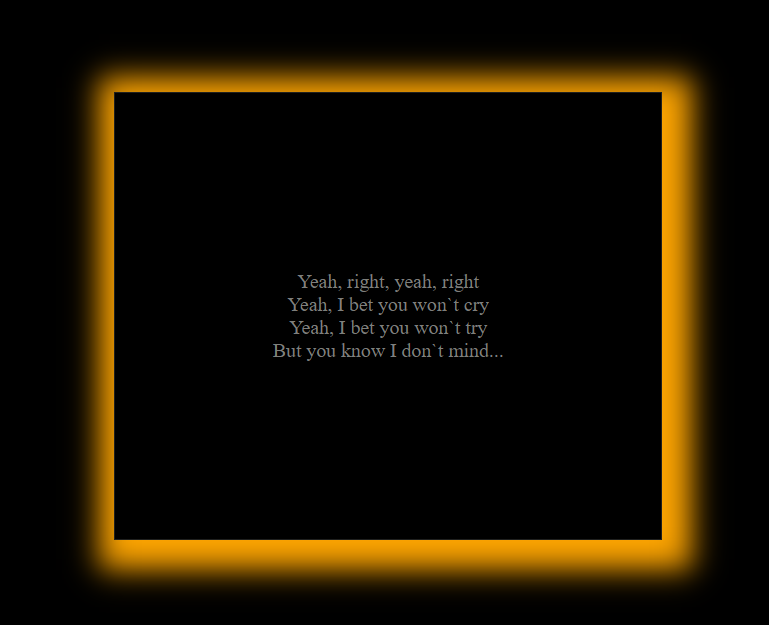 Yeah, right, yeah, right
Yeah, I bet you won`t cry
Yeah, I bet you won`t try
But you know I don`t mind...